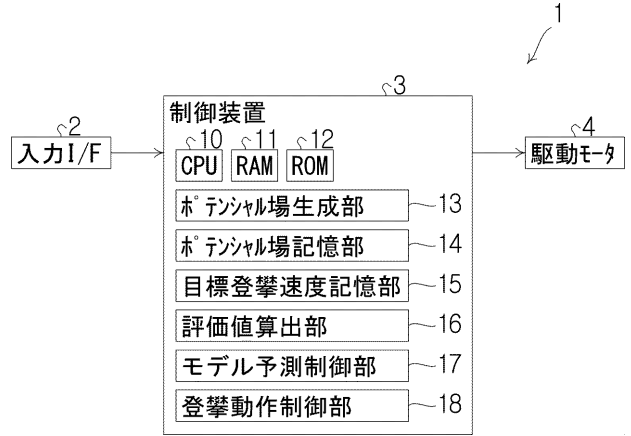 1
3
制御装置
2
入力I/F
10
CPU
11
RAM
12
ROM
4
駆動ﾓｰﾀ
ﾎﾟﾃﾝｼｬﾙ場生成部 13
ﾎﾟﾃﾝｼｬﾙ場記憶部 14
目標登攀速度記憶部 15
評価値算出部 16
モデル予測制御部 17
登攀動作制御部 18